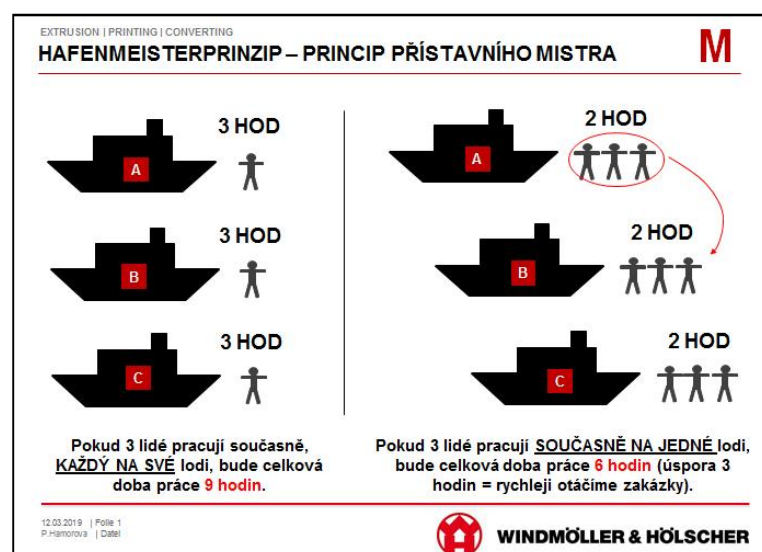 EXTRUSION | PRINTING | CONVERTING
HAFENMEISTERPRINZIP – PRINCIP PŘÍSTAVNÍHO MISTRA
M
3 HOD
A
3 HOD
B
3 HOD
C
Pokud 3 lidé pracují současně,
KAŽDÝ NA SVÉ lodi, bude celková
doba práce 9 hodin.
2 HOD
A
2 HOD
B
2 HOD
C
Pokud 3 lidé pracují SOUČASNĚ NA JEDNÉ lodi,
bude celková doba práce 6 hodin (úspora 3
hodin = rychleji otáčíme zakázky).
12.03.2019 | Folie 1
P.Hamorova | Datei
WINDMÖLLER & HÖLSCHER